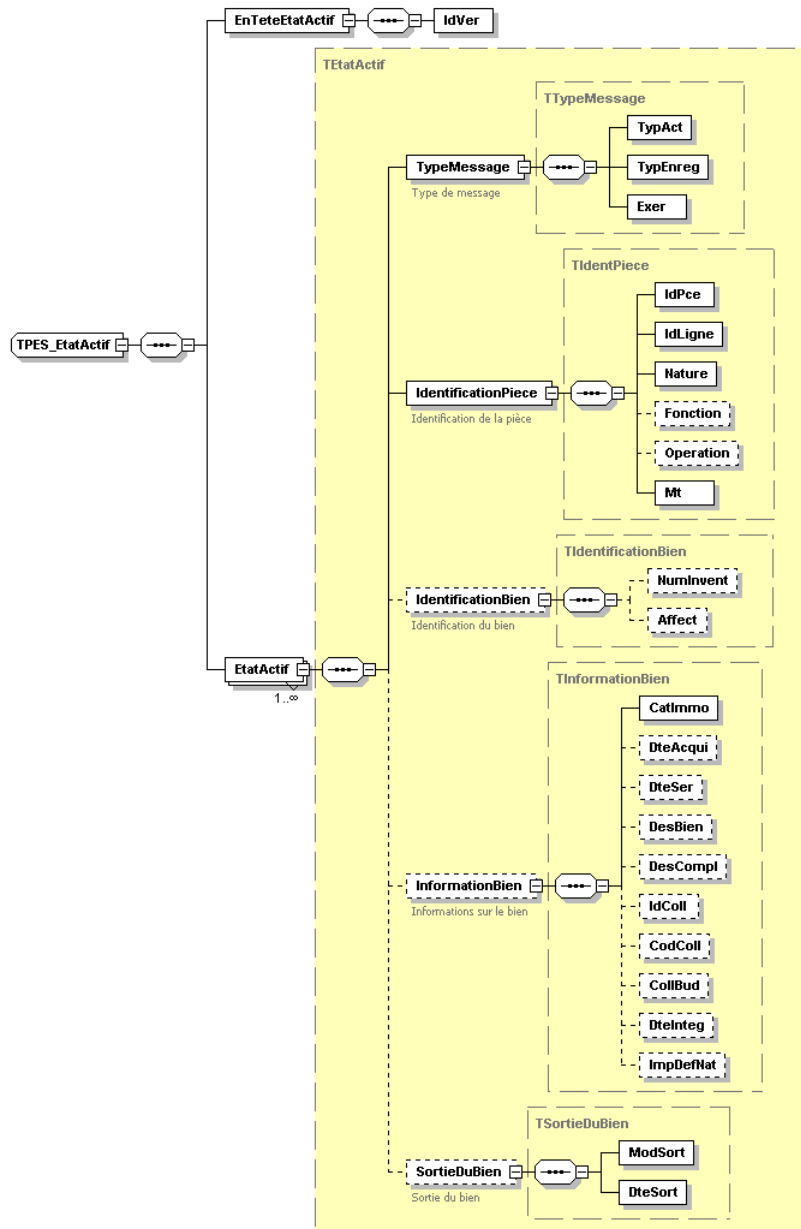 EnTeteEtatActif
IdVer
TEtatActif
TTypeMessage
TypAct
TypeMessage
TypEnreg
Type de message
Exer
TIdentPiece
IdPce
IdLigne
TPES_EtatActif
Nature
IdentificationPiece
Identification de la pièce
Fonction
Operation
Mt
TIdentificationBien
NumInvent
IdentificationBien
Affect
Identification du bien
EtatActif
1..∞
TInformationBien
CatImmo
DteAcqui
DteSer
DesBien
DesCompl
InformationBien
Informations sur le bien
IdColl
CodColl
CollBud
DteInteg
ImpDefNat
TSortieDuBien
ModSort
SortieDuBien
DteSort
Sortie du bien